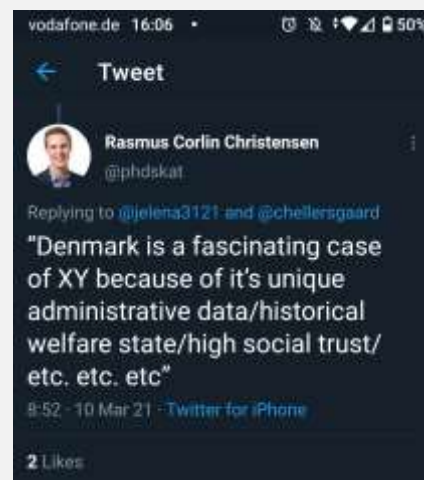 vodafone.de 16:06 •
50%
Tweet
Rasmus Corlin Christensen
@phdskat
Replying to @jelena3121 and @chellersgaard
"Denmark is a fascinating case
of XY because of it's unique
administrative data/historical
welfare state/high social trust/
etc. etc. etc"
8:52 · 10 Mar 21 · Twitter for iPhone
2 Likes